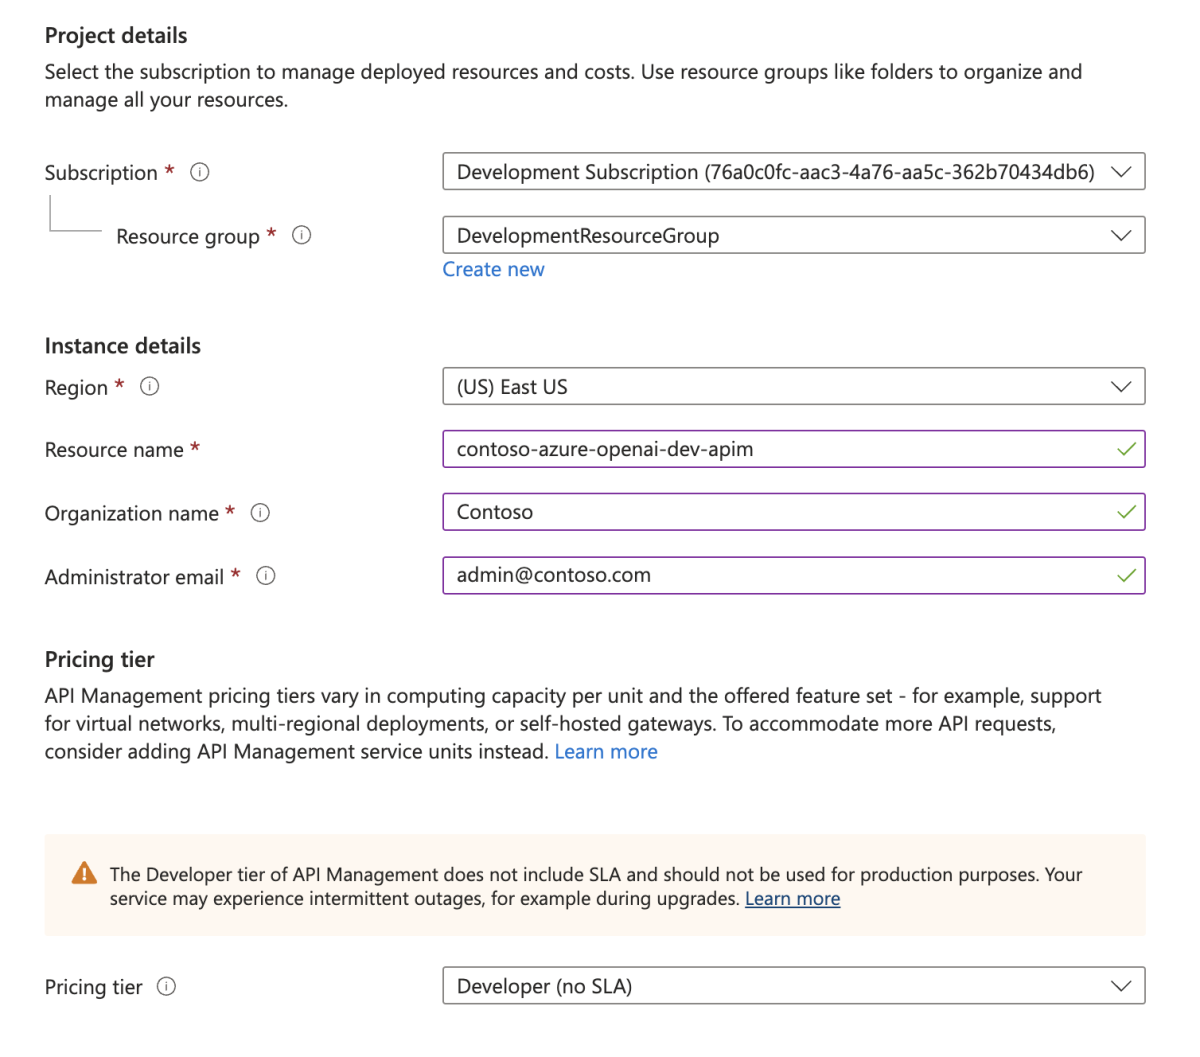 Project details
Select the subscription to manage deployed resources and costs. Use resource groups like folders to organize and
manage all your resources.
Subscription *
Development Subscription (76a0c0fc-aac3-4a76-aa5c-362b70434db6)
Resource group *
DevelopmentResourceGroup
Create new
Instance details
Region *
(US) East US
Resource name *
contoso-azure-openai-dev-apim
Organization name *
Contoso
Administrator email *
admin@contoso.com
Pricing tier
API Management pricing tiers vary in computing capacity per unit and the offered feature set - for example, support
for virtual networks, multi-regional deployments, or self-hosted gateways. To accommodate more API requests,
consider adding API Management service units instead. Learn more
The Developer tier of API Management does not include SLA and should not be used for production purposes. Your
service may experience intermittent outages, for example during upgrades. Learn more
Pricing tier
Developer (no SLA)